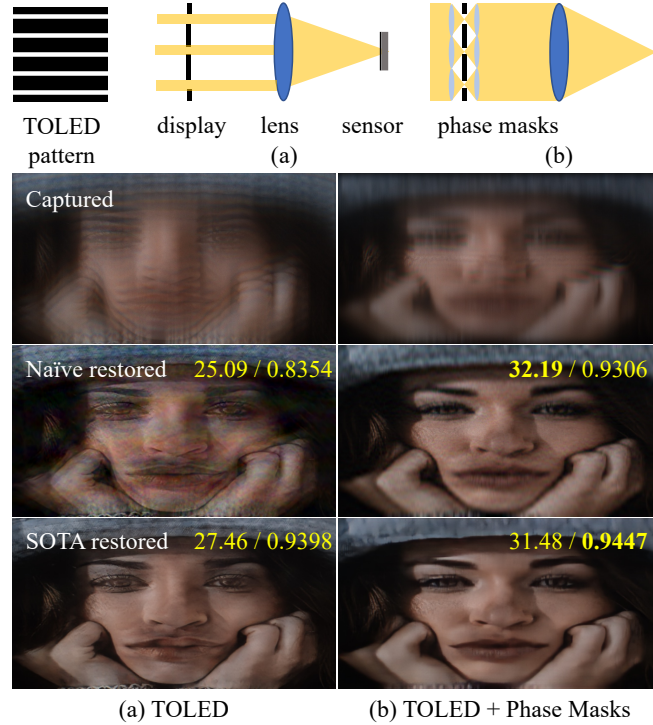 TOLED
pattern
display
lens
sensor
phase masks
(a)
(b)
Captured
Naïve restored 25.09 / 0.8354
32.19 / 0.9306
SOTA restored 27.46 / 0.9398
31.48 / 0.9447
(a) TOLED
(b) TOLED + Phase Masks